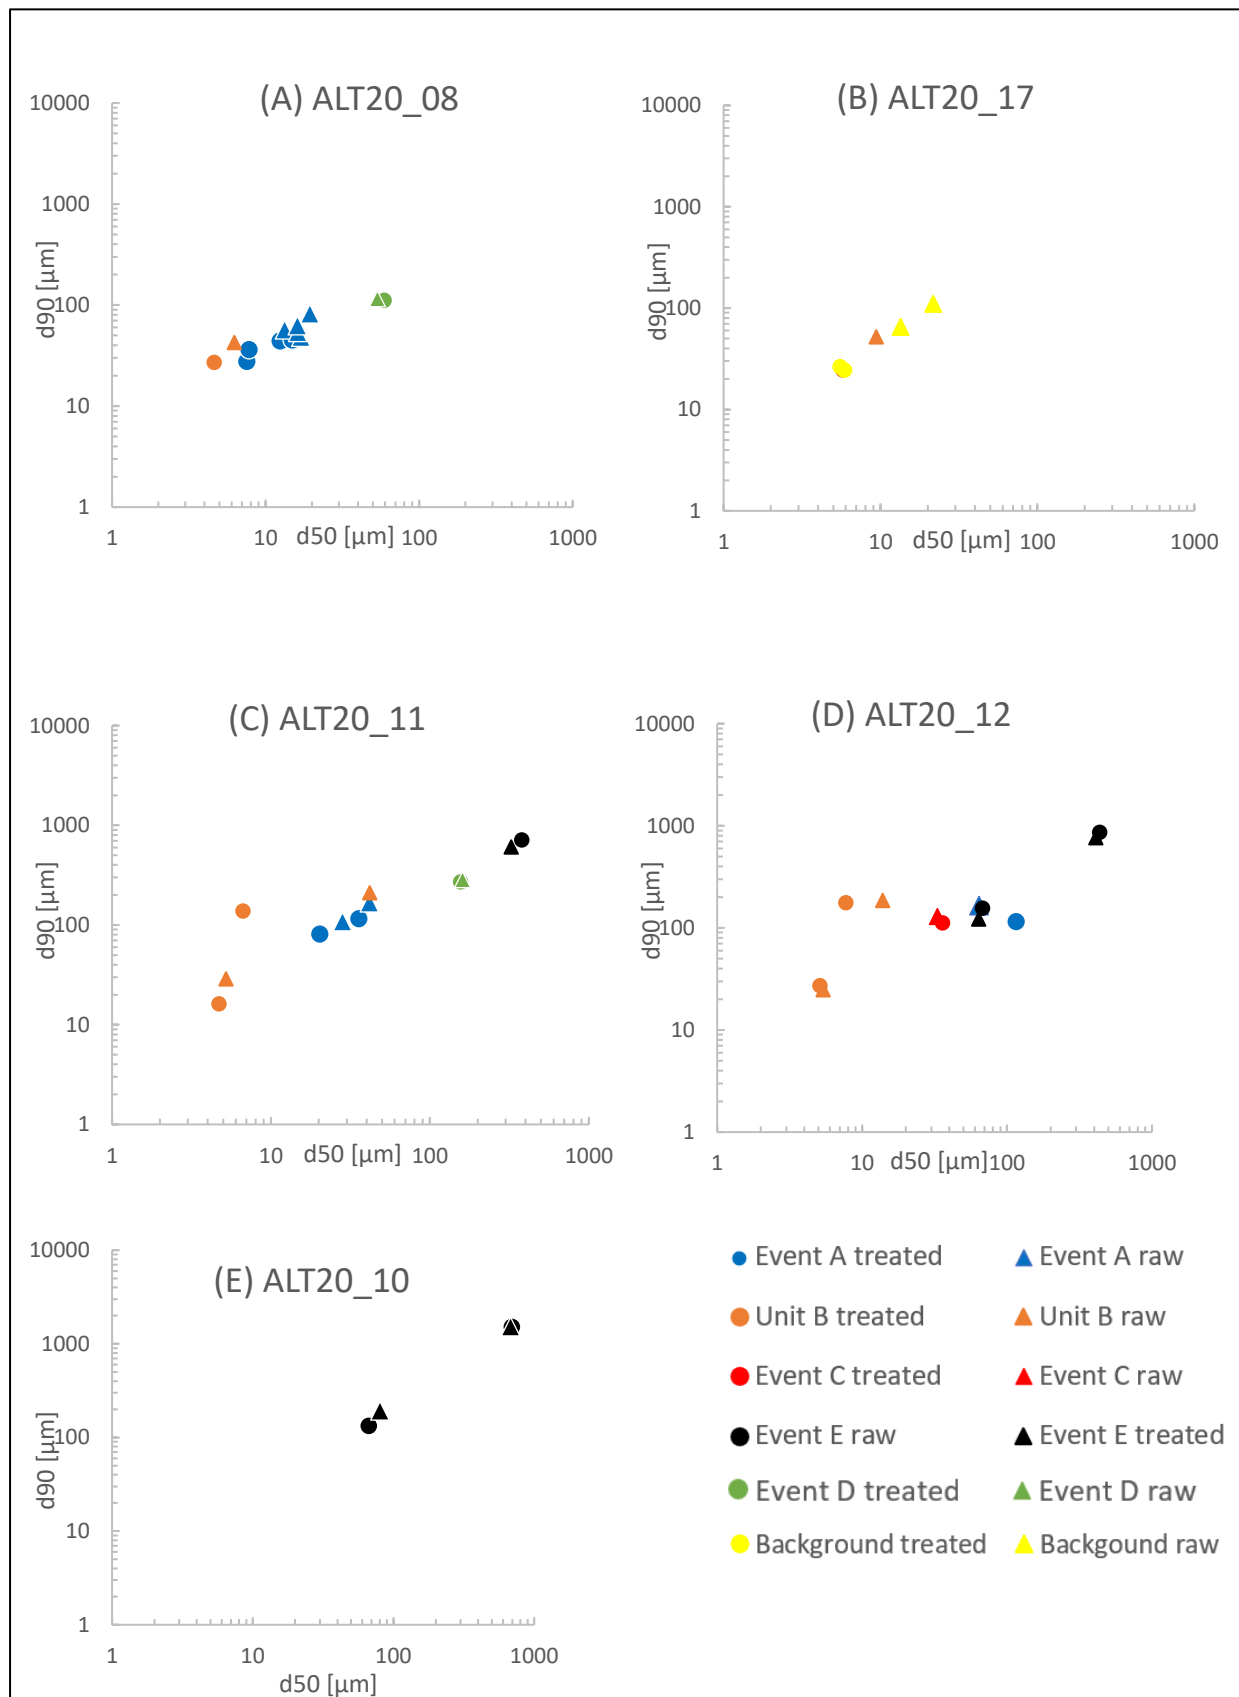 (A) ALT20_08
10000
1000
100
10
1
d90 [µm]
1
10
d50 [µm]
100
1000
(B) ALT20_17
10000
1000
100
10
1
d90 [µm]
1
10
d50 [µm]
100
1000
(C) ALT20_11
10000
1000
100
10
1
d90 [µm]
1
10
d50 [µm]
100
1000
(D) ALT20_12
10000
1000
100
10
1
d90 [µm]
1
10
d50 [µm]
100
1000
(E) ALT20_10
10000
1000
100
10
1
d90 [µm]
1
10
100
1000
d50 [µm]
Event A treated
Event A raw
Unit B treated
Unit B raw
Event C treated
Event C raw
Event E raw
Event E treated
Event D treated
Event D raw
Background treated
Backgound raw